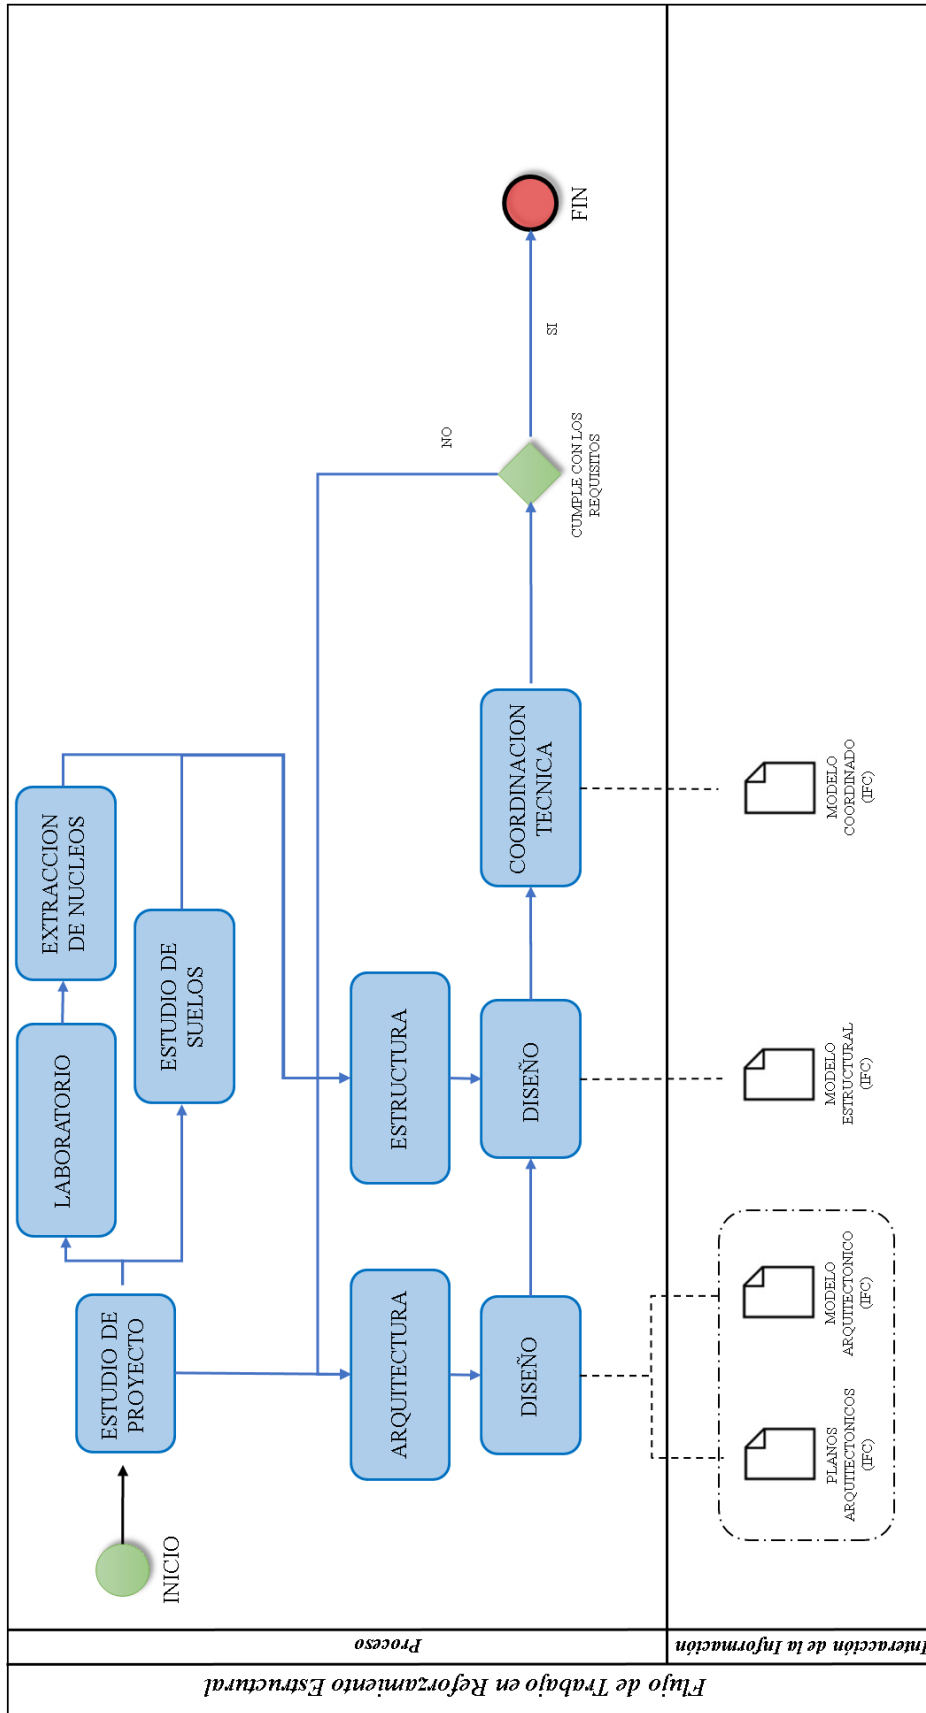 Flujo de Trabajo en Reforzamiento Estructural
Proceso
INICIO
ESTUDIO DE
PROYECTO
LABORATORIO
EXTRACCION
DE NUCLEOS
ESTUDIO DE
SUELOS
ARQUITECTURA
ESTRUCTURA
DISEÑO
DISEÑO
COORDINACION
TECNICA
NO
CUMPLE CON LOS
REQUISITOS
SI
FIN
Interacción de la Información
PLANOS
ARQUITECTONICOS
(IFC)
MODELO
ARQUITECTONICO
(IFC)
MODELO
ESTRUCTURAL
(IFC)
MODELO
COORDINADO
(IFC)